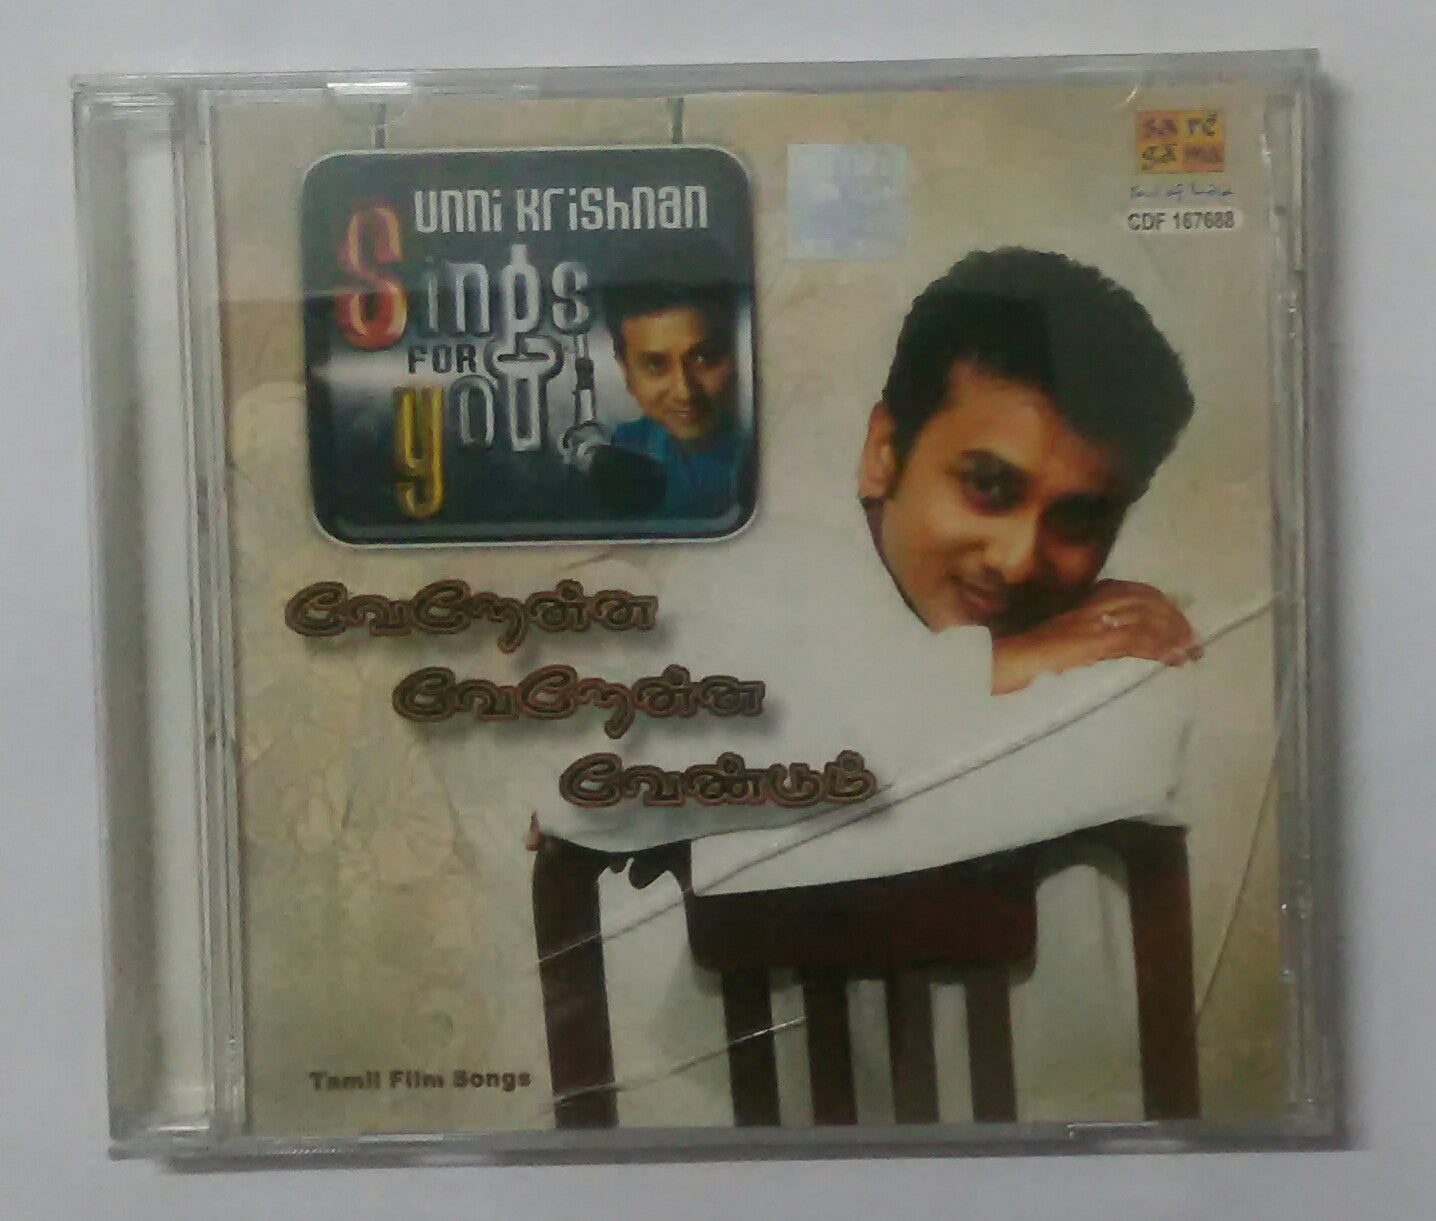 unni krishnan
Sings
FOR
you!
sa re
ga ma
Soul of India
CDF 167688
வேறென்ன
வேறென்ன
வேண்டும்
Tamil Film Songs